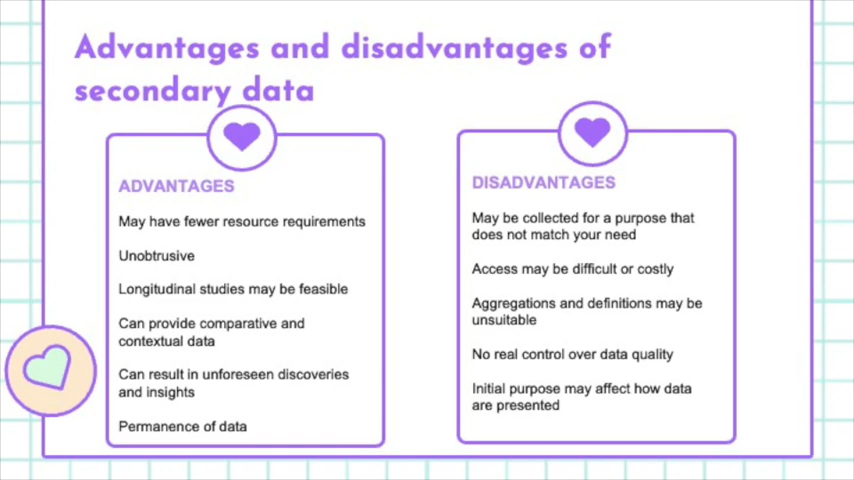 Advantages and disadvantages of
secondary data
ADVANTAGES
May have fewer resource requirements
Unobtrusive
Longitudinal studies may be feasible
Can provide comparative and
contextual data
Can result in unforeseen discoveries
and insights
Permanence of data
DISADVANTAGES
May be collected for a purpose that
does not match your need
Access may be difficult or costly
Aggregations and definitions may be
unsuitable
No real control over data quality
Initial purpose may affect how data
are presented